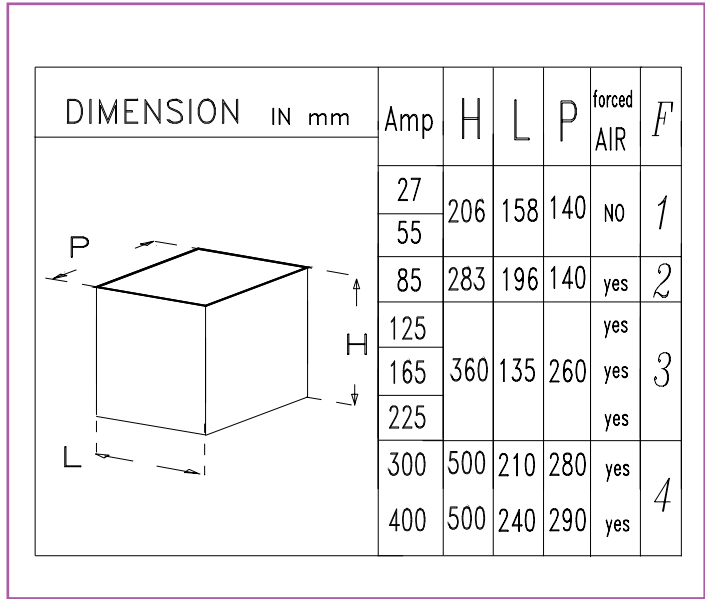 DIMENSION IN mm Amp H L P forced AIR F
27 206 158 140 NO 1
55
85 283 196 140 yes 2
125 yes
165 360 135 260 yes 3
225 yes
300 500 210 280 yes 4
400 500 240 290 yes
P
H
L